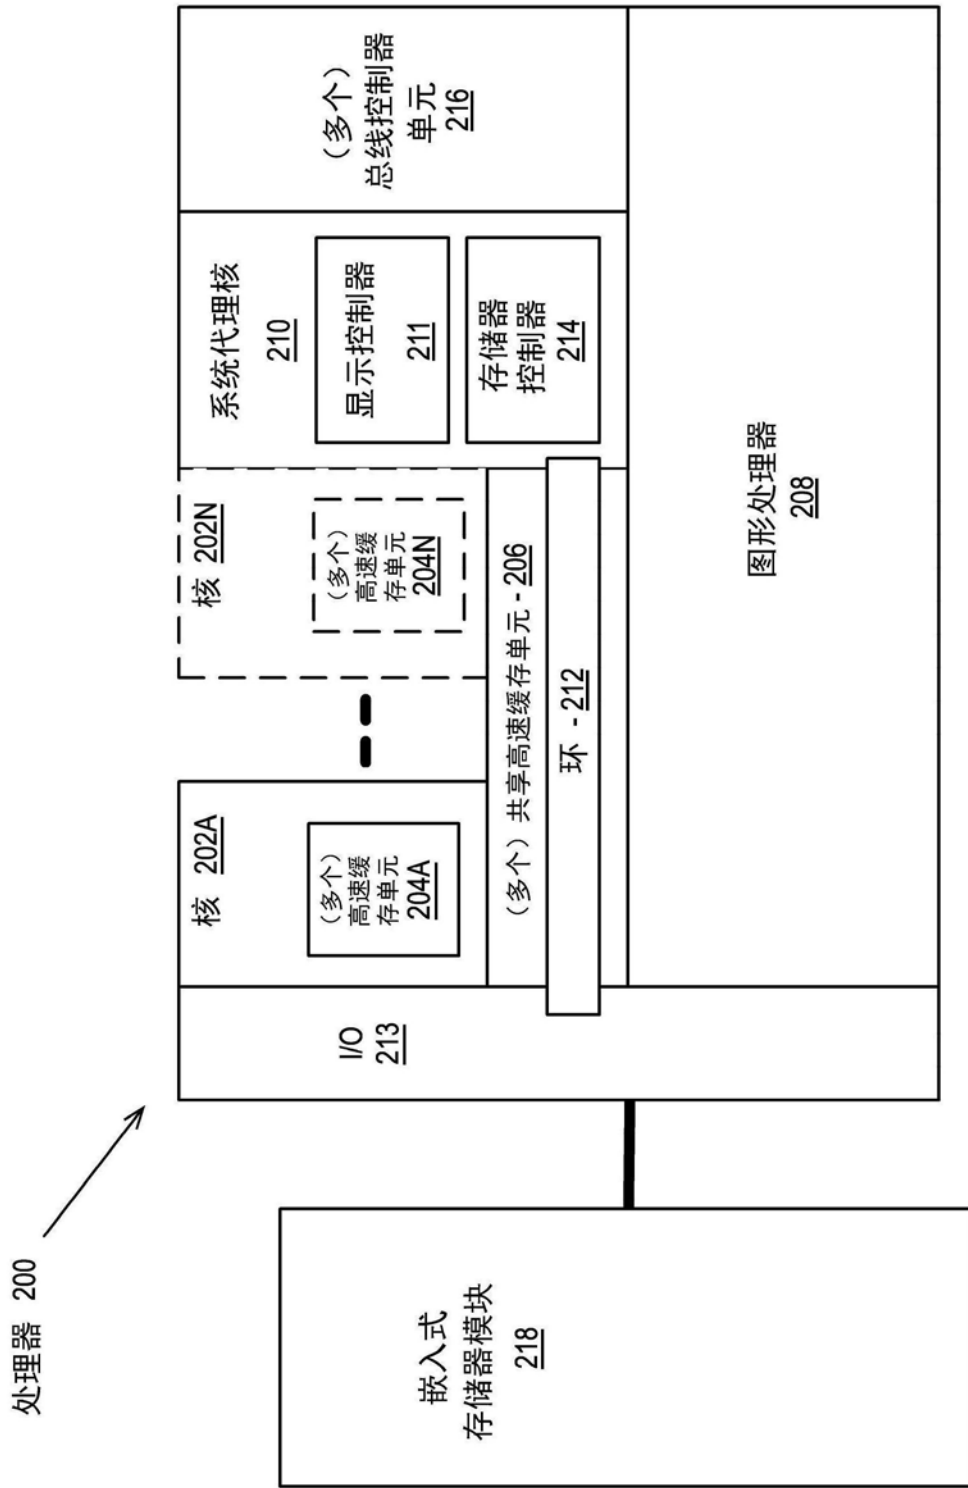 处理器 200
嵌入式
存储器模块
218
I/O
213
核 202A
(多个)
高速缓
存单元
204A
核 202N
(多个)
高速缓
存单元
204N
(多个) 共享高速缓存单元 - 206
环 - 212
系统代理核
210
显示控制器
211
存储器
控制器
214
(多个)
总线控制器
单元
216
图形处理器
208